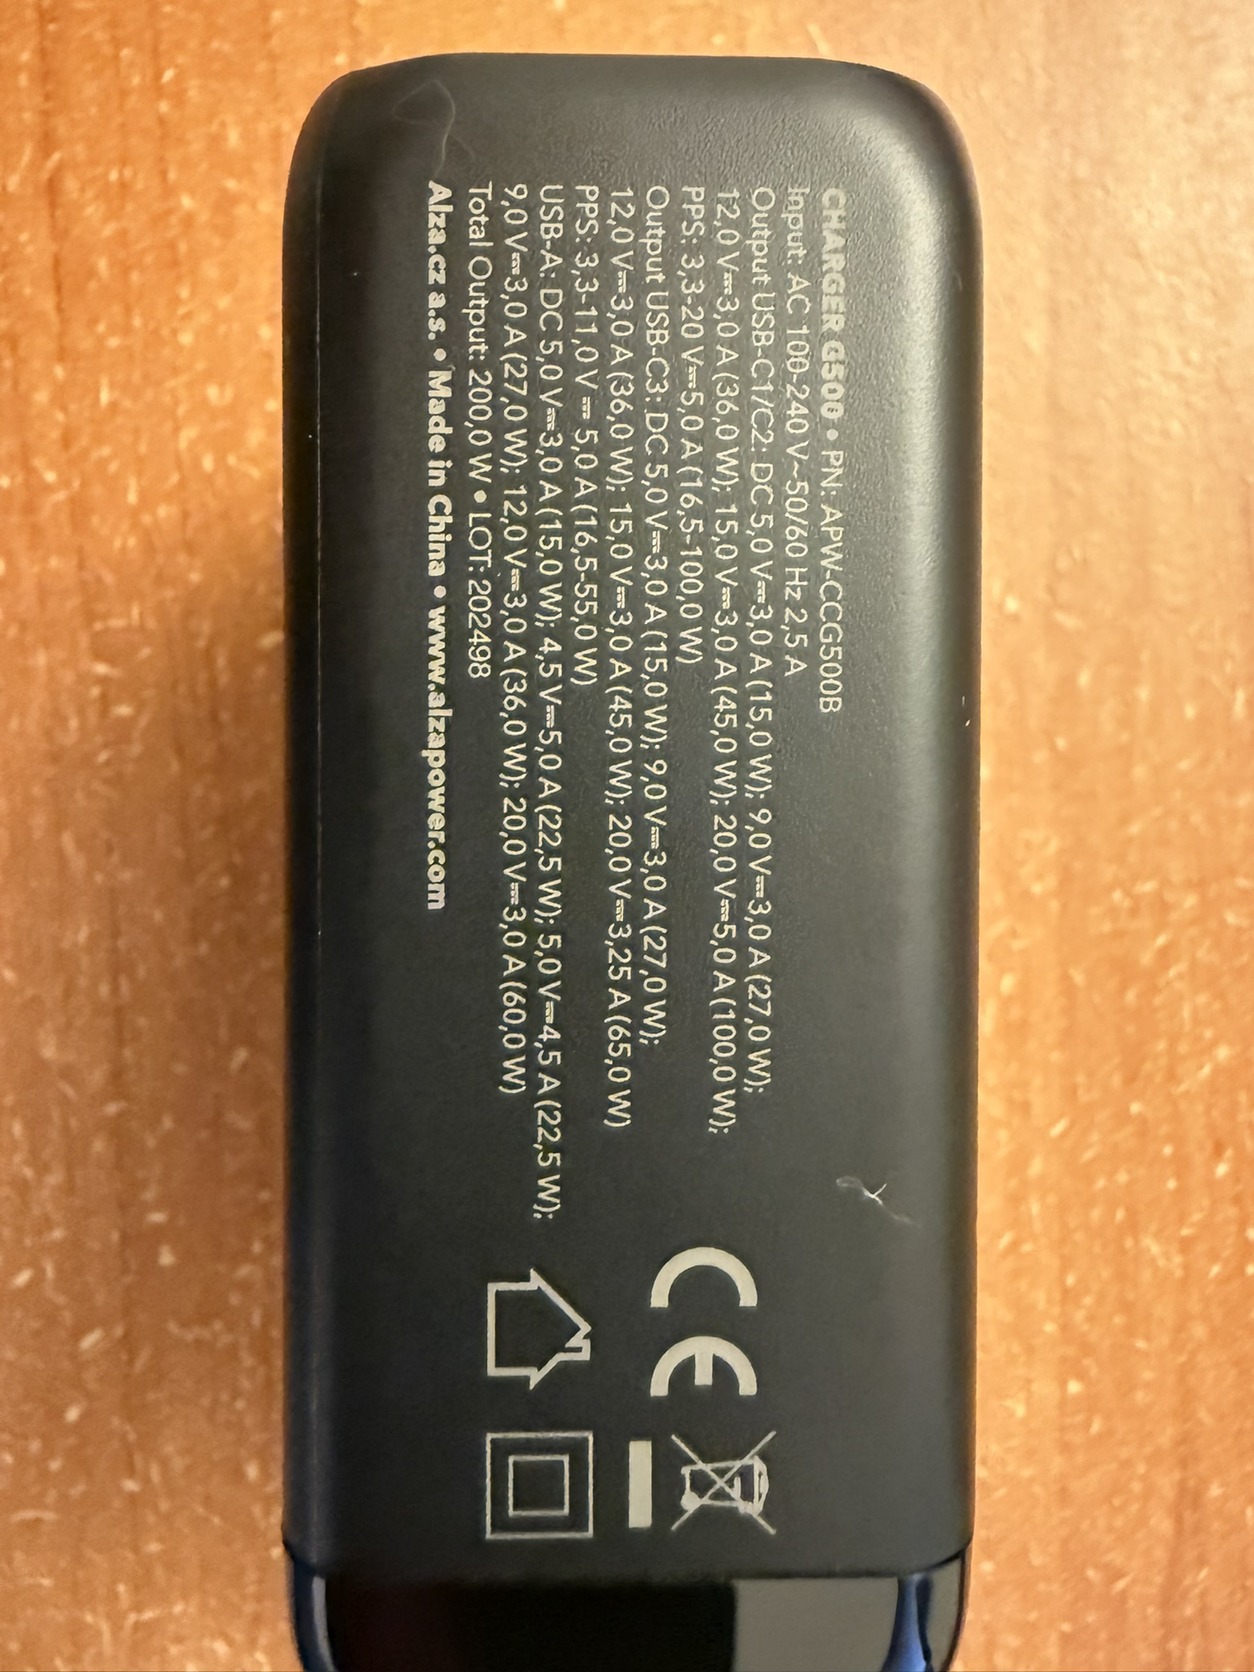 CHARGER G500 • PN: APW-CCG500B
Input: AC 100-240 V~50/60 Hz 2,5 A
Output USB-C1/C2: DC 5,0 V⎓3,0 A (15,0 W); 9,0 V⎓3,0 A (27,0 W);
12,0 V⎓3,0 A (36,0 W); 15,0 V⎓3,0 A (45,0 W); 20,0 V⎓5,0 A (100,0 W);
PPS: 3,3-20 V⎓5,0 A (16,5-100,0 W)
Output USB-C3: DC 5,0 V⎓3,0 A (15,0 W); 9,0 V⎓3,0 A (27,0 W);
12,0 V⎓3,0 A (36,0 W); 15,0 V⎓3,0 A (45,0 W); 20,0 V⎓3,25 A (65,0 W)
PPS: 3,3-11,0 V ⎓ 5,0 A (16,5-55,0 W)
USB-A: DC 5,0 V⎓3,0 A (15,0 W); 4,5 V⎓5,0 A (22,5 W); 5,0 V⎓4,5 A (22,5 W);
9,0 V⎓3,0 A (27,0 W); 12,0 V⎓3,0 A (36,0 W); 20,0 V⎓3,0 A (60,0 W)
Total Output: 200,0 W • LOT: 202498
Alza.cz a.s. • Made in China • www.alzapower.com
CE